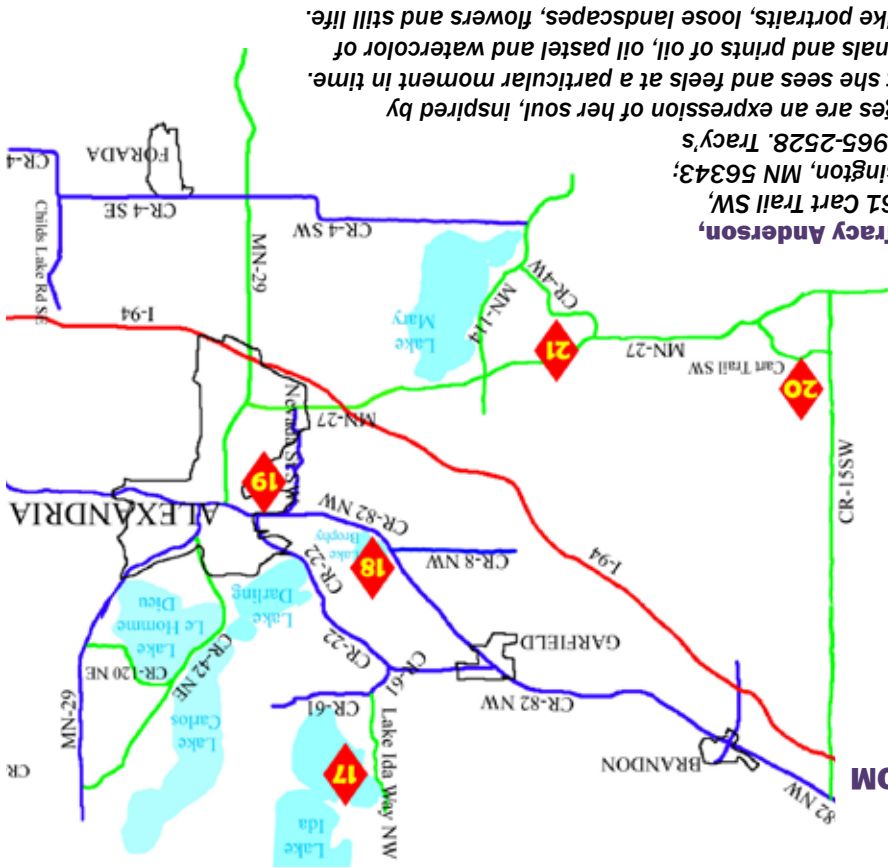 Lake
Ida
82 NW
Lake Ida Way NW
OM
BRANDON
17
CR
Lake
Carlos
MN-29
CR-82 NW
CR-61
CR-61
CR-120 NE
CR-42 NE
GARFIELD
CR-22
Lake
Le Homme
Dieu
Lake
Darling
CR-8 NW
18
CR-22
Lake
Brophy
I-94
CR-82 NW
ALEXANDRIA
CR-15SW
19
Nevada St SW
MN-27
20
Cart Trail SW
MN-27
21
MN-114
Lake
Mary
I-94
CR-4W
MN-29
CR-4 SW
CR-4 SE
Childs Lake Rd SE
FORADA
CR-4
Tracy Anderson,
61 Cart Trail SW,
sington, MN 56343;
965-2528. Tracy's
ges are an expression of her soul, inspired by
t she sees and feels at a particular moment in time.
nals and prints of oil, oil pastel and watercolor of
ike portraits, loose landscapes, flowers and still life.